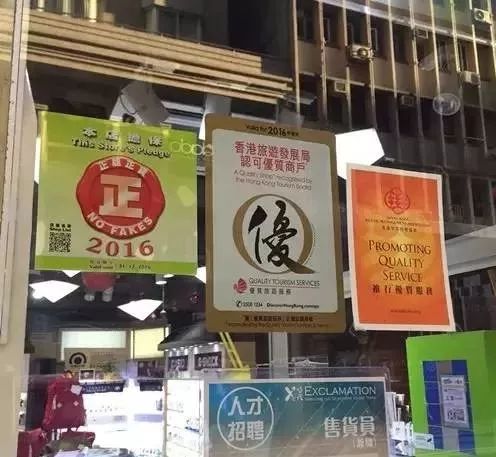 本店擔保
This Store's Pledge
正版正貨
正
NO FAKES
2016
Valid for 2016
香港旅遊發展局
認可優質商戶
A Quality Shop recognised by
the Hong Kong Tourism Board
優
QUALITY TOURISM SERVICES
優質旅遊服務
PROMOTING
QUALITY
SERVICE
推行優質服務
人才
招聘
EXCLAMATION
售貨員